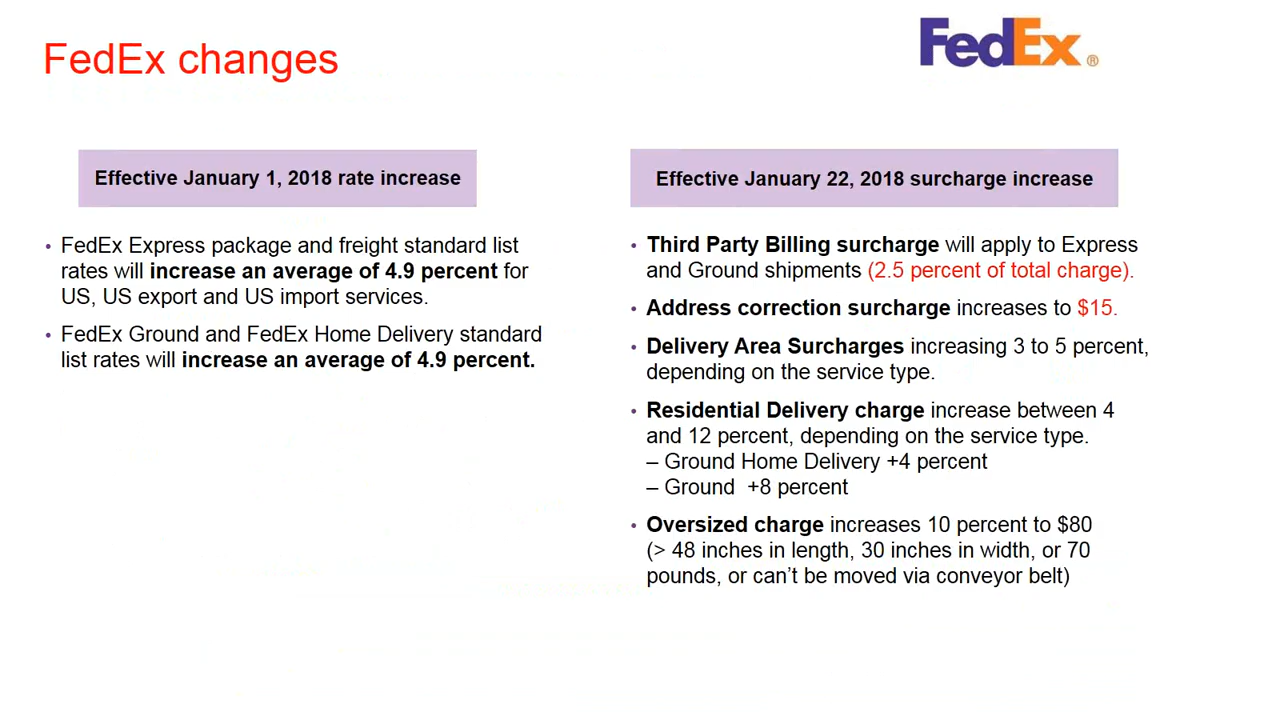 FedEx changes
FedEx®
Effective January 1, 2018 rate increase
• FedEx Express package and freight standard list
rates will increase an average of 4.9 percent for
US, US export and US import services.
• FedEx Ground and FedEx Home Delivery standard
list rates will increase an average of 4.9 percent.
Effective January 22, 2018 surcharge increase
• Third Party Billing surcharge will apply to Express
and Ground shipments (2.5 percent of total charge).
• Address correction surcharge increases to $15.
• Delivery Area Surcharges increasing 3 to 5 percent,
depending on the service type.
• Residential Delivery charge increase between 4
and 12 percent, depending on the service type.
– Ground Home Delivery +4 percent
– Ground  +8 percent
• Oversized charge increases 10 percent to $80
(> 48 inches in length, 30 inches in width, or 70
pounds, or can’t be moved via conveyor belt)